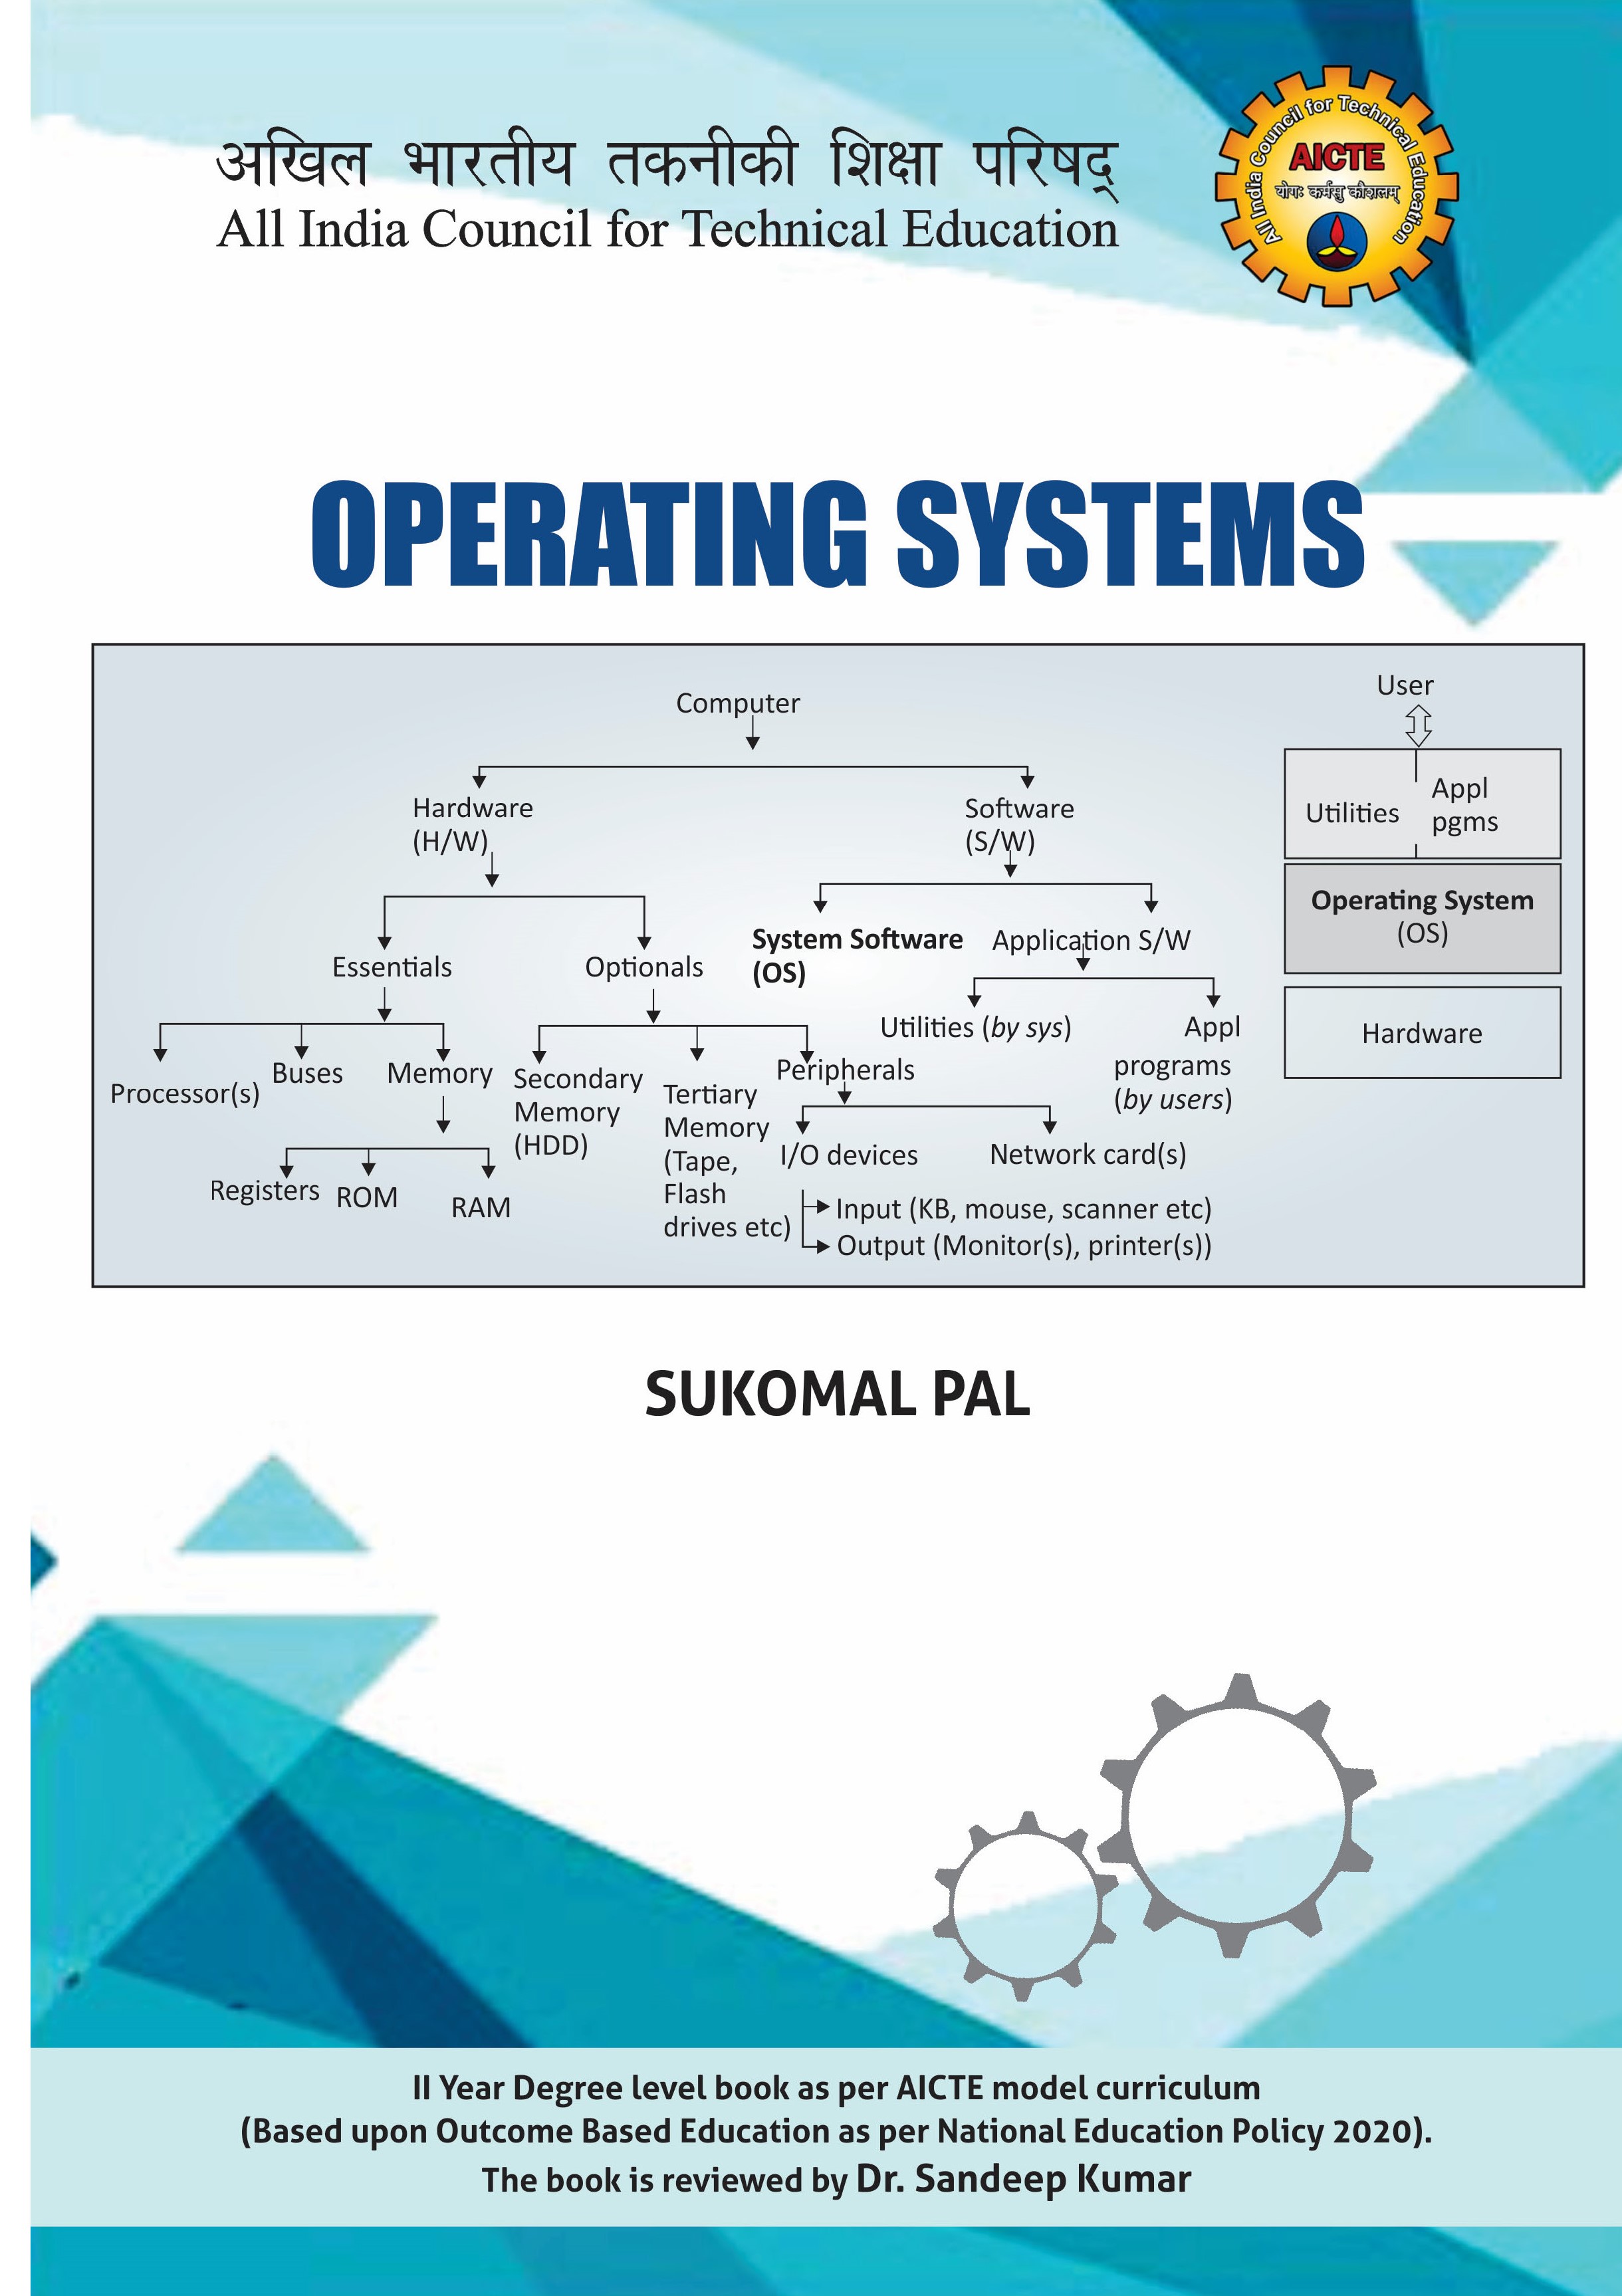 अखिल भारतीय तकनीकी शिक्षा परिषद्
All India Council for Technical Education
All India Council for Technical Education
AICTE
योगः कर्मसु कौशलम्
OPERATING SYSTEMS
Computer
Hardware
(H/W)
Software
(S/W)
Essentials
Optionals
System Software
(OS)
Application S/W
Utilities (by sys)
Appl
programs
(by users)
Processor(s)
Buses
Memory
Secondary
Memory
(HDD)
Tertiary
Memory
(Tape,
Flash
drives etc)
Peripherals
Registers
ROM
RAM
I/O devices
Network card(s)
Input (KB, mouse, scanner etc)
Output (Monitor(s), printer(s))
User
Utilities
Appl
pgms
Operating System
(OS)
Hardware
SUKOMAL PAL
II Year Degree level book as per AICTE model curriculum
(Based upon Outcome Based Education as per National Education Policy 2020).
The book is reviewed by Dr. Sandeep Kumar